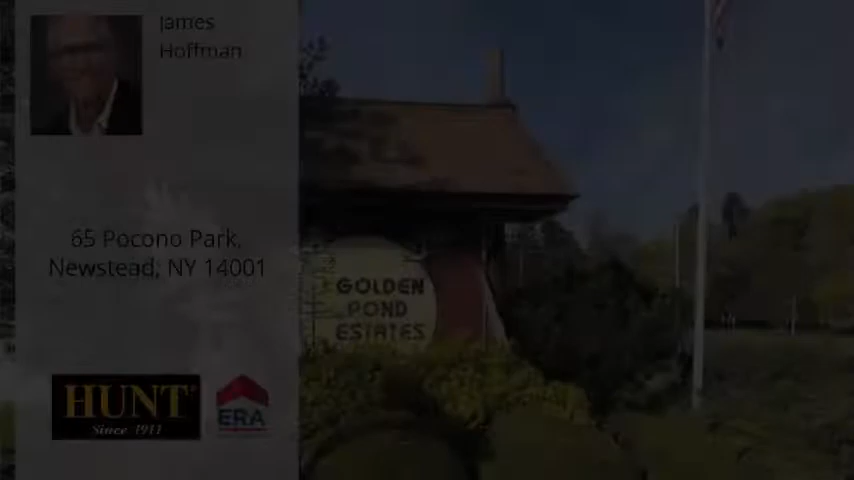 James
Hoffman
65 Pocono Park,
Newstead, NY 14001
GOLDEN
POND
ESTATES
HUNT
Since 1911
ERA